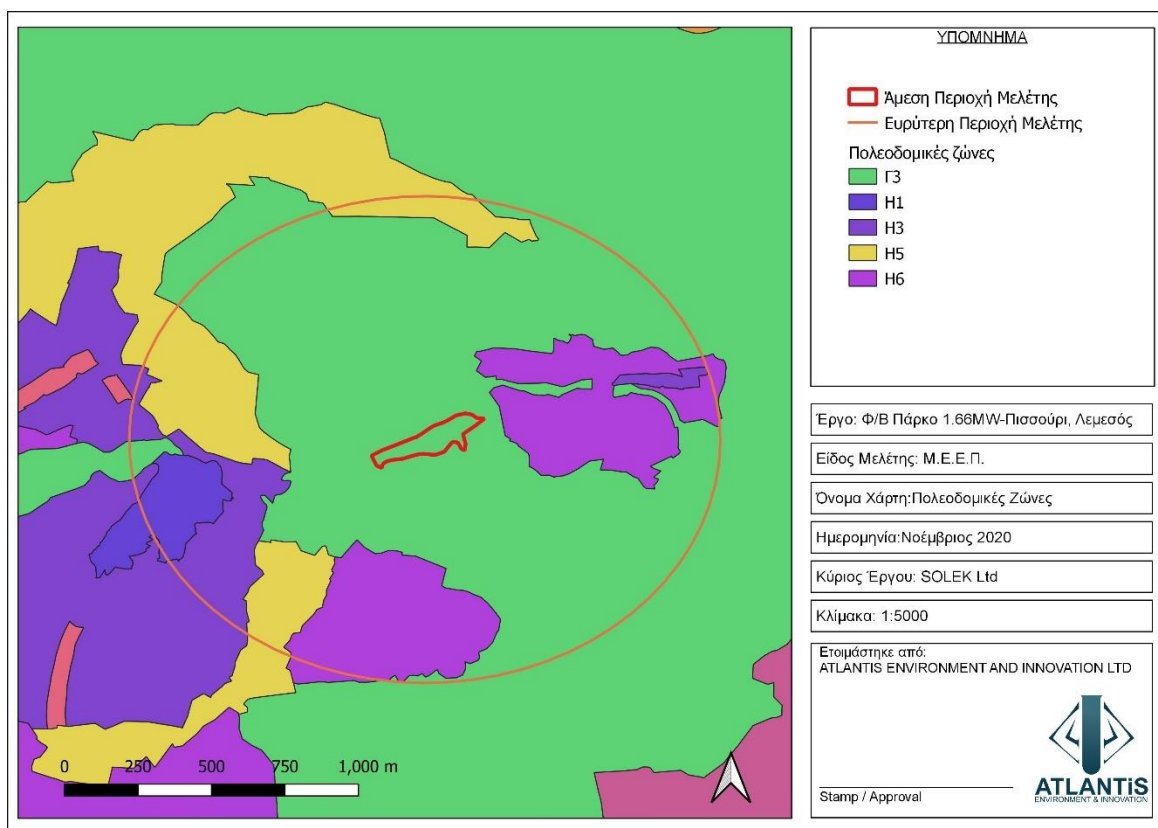 ΥΠΟΜΝΗΜΑ
Άμεση Περιοχή Μελέτης
Ευρύτερη Περιοχή Μελέτης
Πολεοδομικές ζώνες
Γ3
Η1
Η3
Η5
Η6
Έργο: Φ/Β Πάρκο 1.66MW-Πισσούρι, Λεμεσός
Είδος Μελέτης: Μ.Ε.Ε.Π.
Όνομα Χάρτη:Πολεοδομικές Ζώνες
Ημερομηνία:Νοέμβριος 2020
Κύριος Έργου: SOLEK Ltd
Κλίμακα: 1:5000
Ετοιμάστηκε από:
ATLANTIS ENVIRONMENT AND INNOVATION LTD
Stamp / Approval
ATLANTiS
ENVIRONMENT & INNOVATION
0 250 500 750 1,000 m